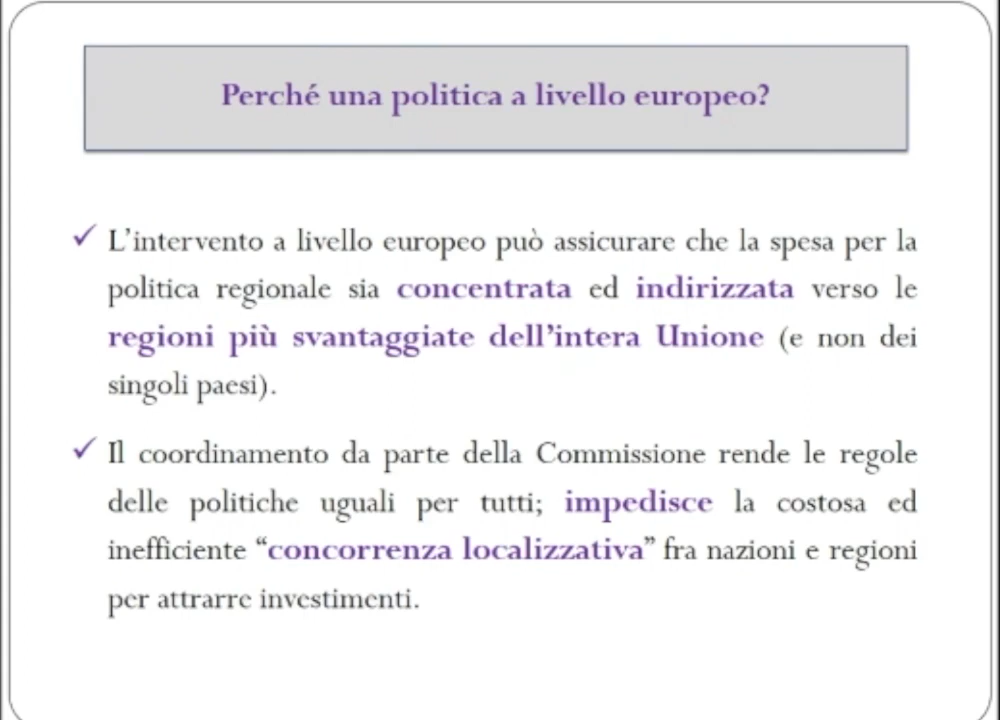 Perché una politica a livello europeo?
✓ L'intervento a livello europeo può assicurare che la spesa per la
politica regionale sia concentrata ed indirizzata verso le
regioni più svantaggiate dell'intera Unione (e non dei
singoli paesi).
✓ Il coordinamento da parte della Commissione rende le regole
delle politiche uguali per tutti; impedisce la costosa ed
inefficiente “concorrenza localizzativa” fra nazioni e regioni
per attrarre investimenti.